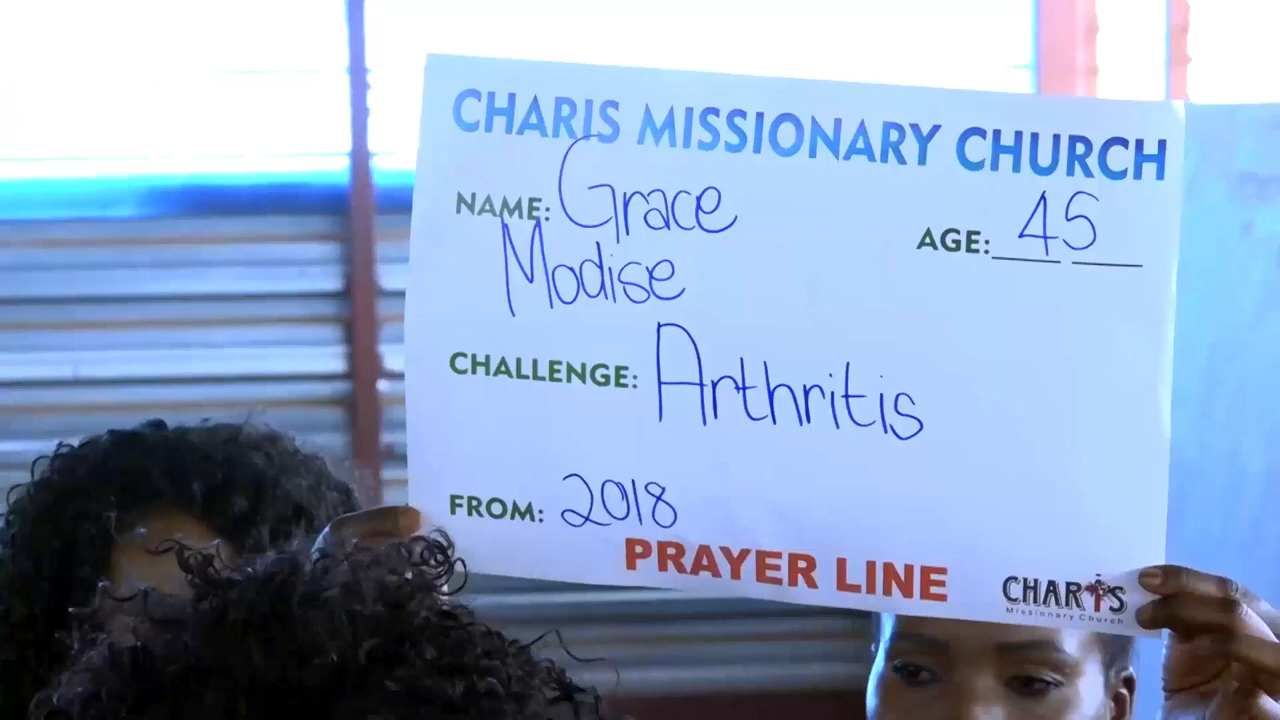 CHARIS MISSIONARY CHURCH
NAME: Grace AGE: 45
Modise
CHALLENGE: Arthritis
FROM: 2018
PRAYER LINE
CHARIS
Missionary Church